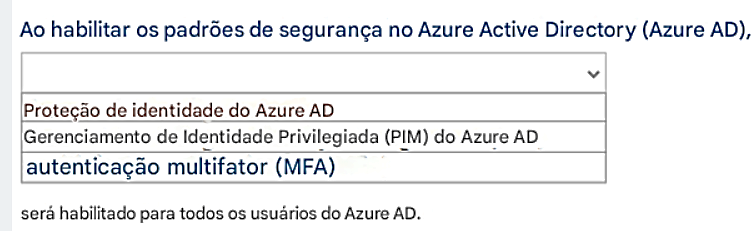 Ao habilitar os padrões de segurança no Azure Active Directory (Azure AD),
Proteção de identidade do Azure AD
Gerenciamento de Identidade Privilegiada (PIM) do Azure AD
autenticação multifator (MFA)
será habilitado para todos os usuários do Azure AD.